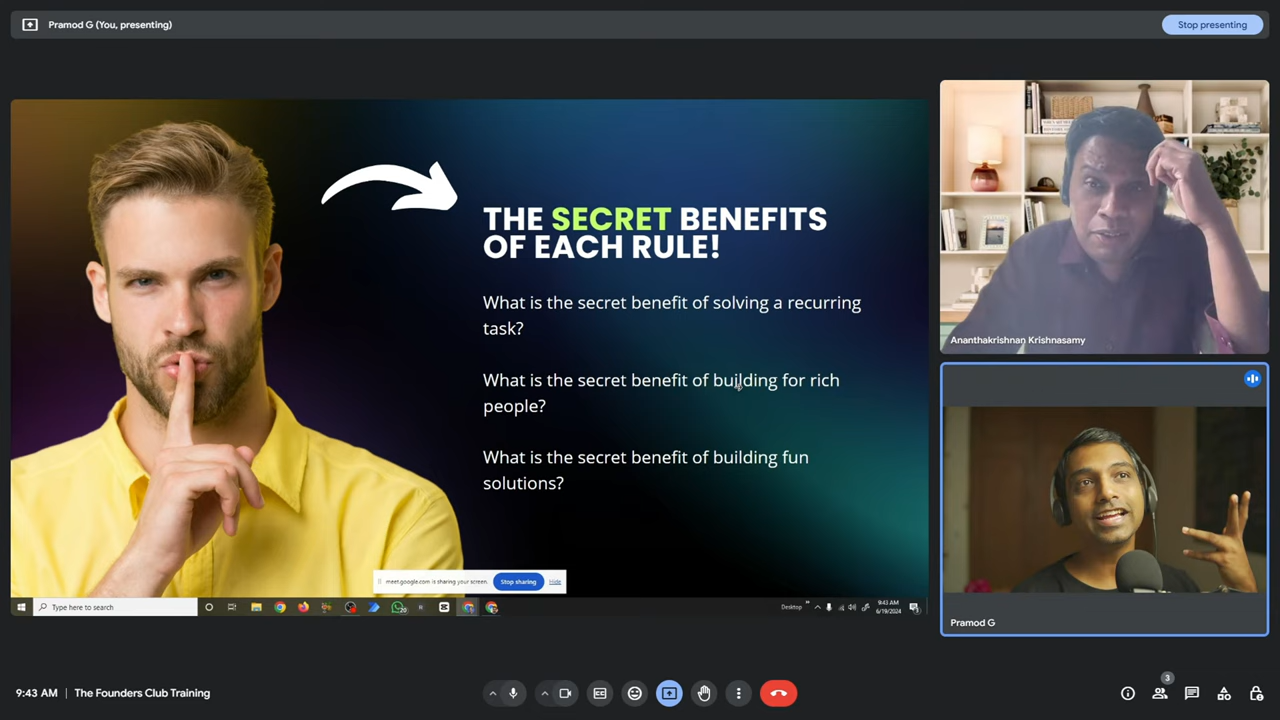 Pramod G (You, presenting)
Stop presenting
THE SECRET BENEFITS
OF EACH RULE!
What is the secret benefit of solving a recurring
task?
What is the secret benefit of building for rich
people?
What is the secret benefit of building fun
solutions?
meet.google.com is sharing your screen.
Stop sharing
Hide
Type here to search
Desktop
9:43 AM
6/19/2024
Ananthakrishnan Krishnasamy
Pramod G
9:43 AM | The Founders Club Training
3